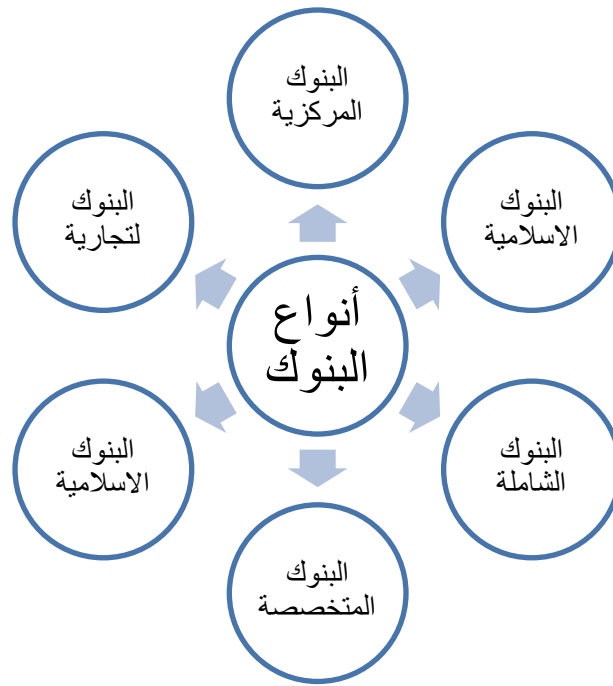 البنوك
المركزية
البنوك
الاسلامية
البنوك
لتجارية
أنواع
البنوك
البنوك
الشاملة
البنوك
الاسلامية
البنوك
المتخصصة